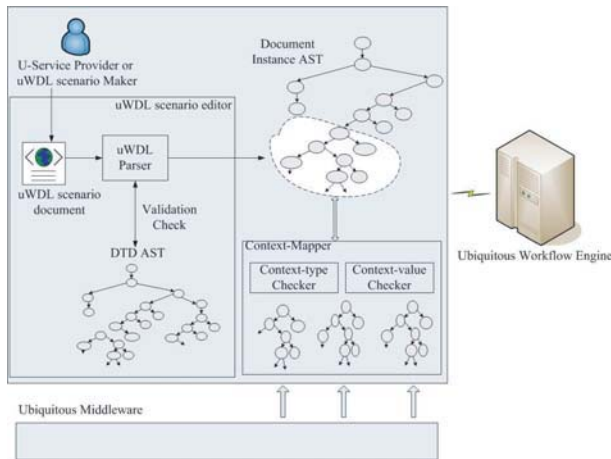 Document
Instance AST
U-Service Provider or
uWDL scenario Maker
uWDL scenario editor
uWDL
Parser
uWDL scenario
document
Validation
Check
DTD AST
Context-Mapper
Context-type
Checker
Context-value
Checker
Ubiquitous Workflow Engine
Ubiquitous Middleware